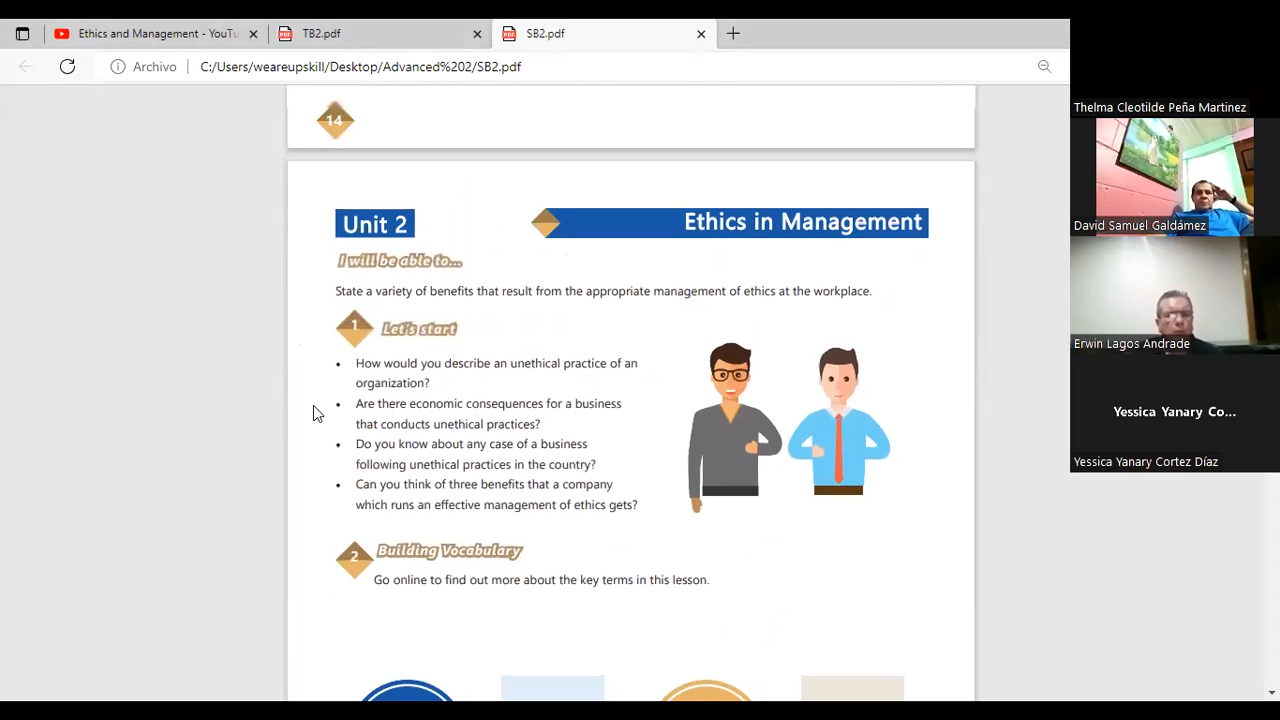 Ethics and Management - YouTu
TB2.pdf
SB2.pdf
Archivo
C:/Users/weareupskill/Desktop/Advanced%202/SB2.pdf
14
Unit 2
Ethics in Management
I will be able to...
State a variety of benefits that result from the appropriate management of ethics at the workplace.
1
Let's start
• How would you describe an unethical practice of an
organization?
• Are there economic consequences for a business
that conducts unethical practices?
• Do you know about any case of a business
following unethical practices in the country?
• Can you think of three benefits that a company
which runs an effective management of ethics gets?
2
Building Vocabulary
Go online to find out more about the key terms in this lesson.
Thelma Cleotilde Peña Martinez
David Samuel Galdámez
Erwin Lagos Andrade
Yessica Yanary Co...
Yessica Yanary Cortez Díaz